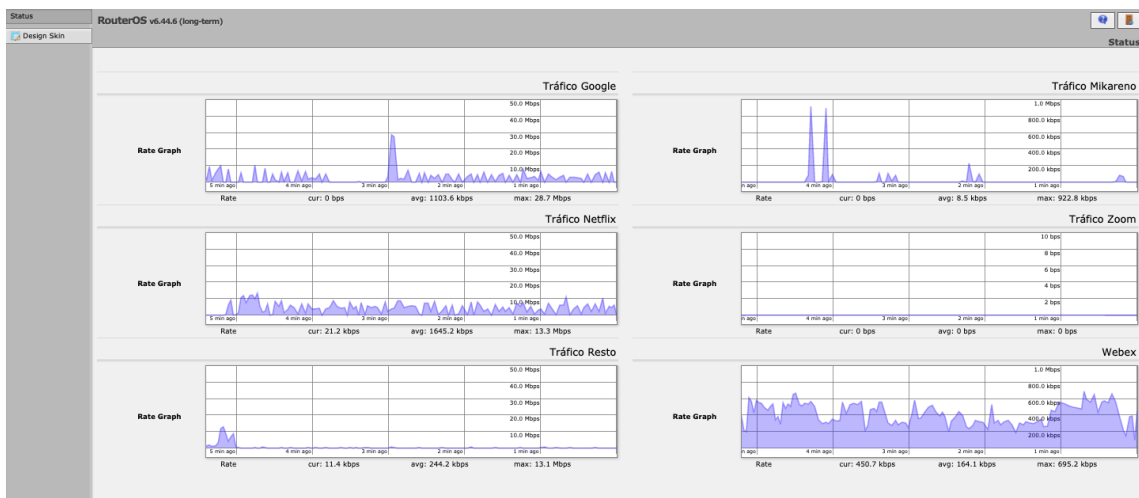 Status
Design Skin
RouterOS v6.44.6 (long-term)
Status
Tráfico Google
Rate Graph
50.0 Mbps
40.0 Mbps
30.0 Mbps
20.0 Mbps
10.0 Mbps
5 min ago 4 min ago 3 min ago 2 min ago 1 min ago
Rate cur: 0 bps avg: 1103.6 kbps max: 28.7 Mbps
Tráfico Mikareno
Rate Graph
1.0 Mbps
800.0 kbps
600.0 kbps
400.0 kbps
200.0 kbps
n ago 4 min ago 3 min ago 2 min ago 1 min ago
Rate cur: 0 bps avg: 8.5 kbps max: 922.8 kbps
Tráfico Netflix
Rate Graph
50.0 Mbps
40.0 Mbps
30.0 Mbps
20.0 Mbps
10.0 Mbps
5 min ago 4 min ago 3 min ago 2 min ago 1 min ago
Rate cur: 21.2 kbps avg: 1645.2 kbps max: 13.3 Mbps
Tráfico Zoom
Rate Graph
10 bps
8 bps
6 bps
4 bps
2 bps
n ago 4 min ago 3 min ago 2 min ago 1 min ago
Rate cur: 0 bps avg: 0 bps max: 0 bps
Tráfico Resto
Rate Graph
50.0 Mbps
40.0 Mbps
30.0 Mbps
20.0 Mbps
10.0 Mbps
5 min ago 4 min ago 3 min ago 2 min ago 1 min ago
Rate cur: 11.4 kbps avg: 244.2 kbps max: 13.1 Mbps
Webex
Rate Graph
1.0 Mbps
800.0 kbps
600.0 kbps
400.0 kbps
200.0 kbps
n ago 4 min ago 3 min ago 2 min ago 1 min ago
Rate cur: 450.7 kbps avg: 164.1 kbps max: 695.2 kbps